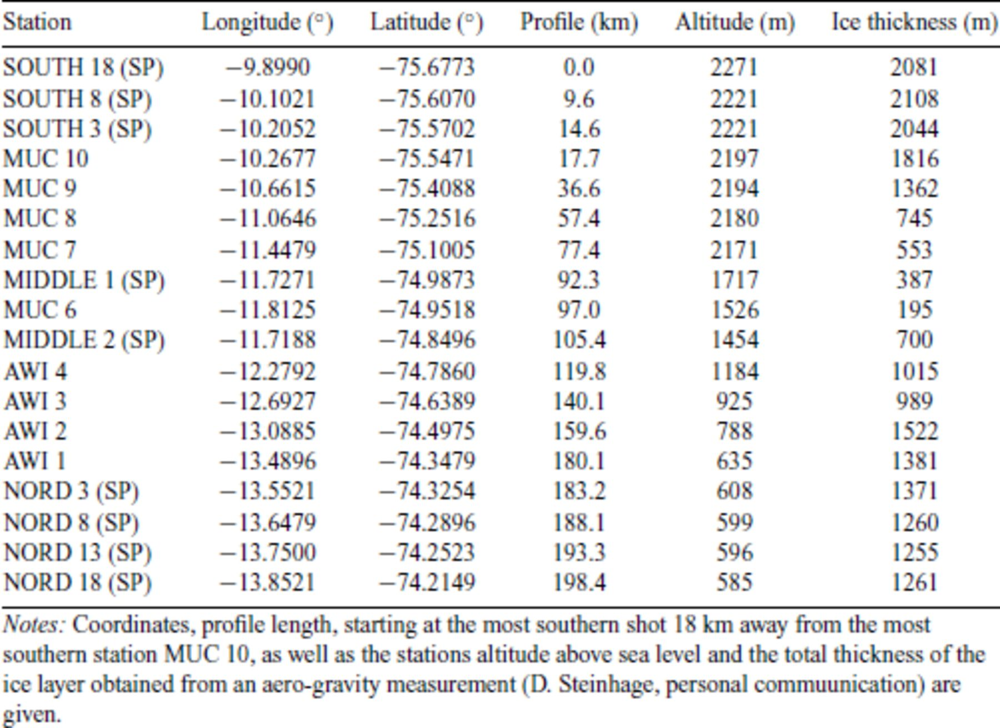 Station Longitude (°) Latitude (°) Profile (km) Altitude (m) Ice thickness (m)
SOUTH 18 (SP) −9.8990 −75.6773 0.0 2271 2081
SOUTH 8 (SP) −10.1021 −75.6070 9.6 2221 2108
SOUTH 3 (SP) −10.2052 −75.5702 14.6 2221 2044
MUC 10 −10.2677 −75.5471 17.7 2197 1816
MUC 9 −10.6615 −75.4088 36.6 2194 1362
MUC 8 −11.0646 −75.2516 57.4 2180 745
MUC 7 −11.4479 −75.1005 77.4 2171 553
MIDDLE 1 (SP) −11.7271 −74.9873 92.3 1717 387
MUC 6 −11.8125 −74.9518 97.0 1526 195
MIDDLE 2 (SP) −11.7188 −74.8496 105.4 1454 700
AWI 4 −12.2792 −74.7860 119.8 1184 1015
AWI 3 −12.6927 −74.6389 140.1 925 989
AWI 2 −13.0885 −74.4975 159.6 788 1522
AWI 1 −13.4896 −74.3479 180.1 635 1381
NORD 3 (SP) −13.5521 −74.3254 183.2 608 1371
NORD 8 (SP) −13.6479 −74.2896 188.1 599 1260
NORD 13 (SP) −13.7500 −74.2523 193.3 596 1255
NORD 18 (SP) −13.8521 −74.2149 198.4 585 1261
Notes: Coordinates, profile length, starting at the most southern shot 18 km away from the most
southern station MUC 10, as well as the stations altitude above sea level and the total thickness of the
ice layer obtained from an aero-gravity measurement (D. Steinhage, personal commuunication) are
given.